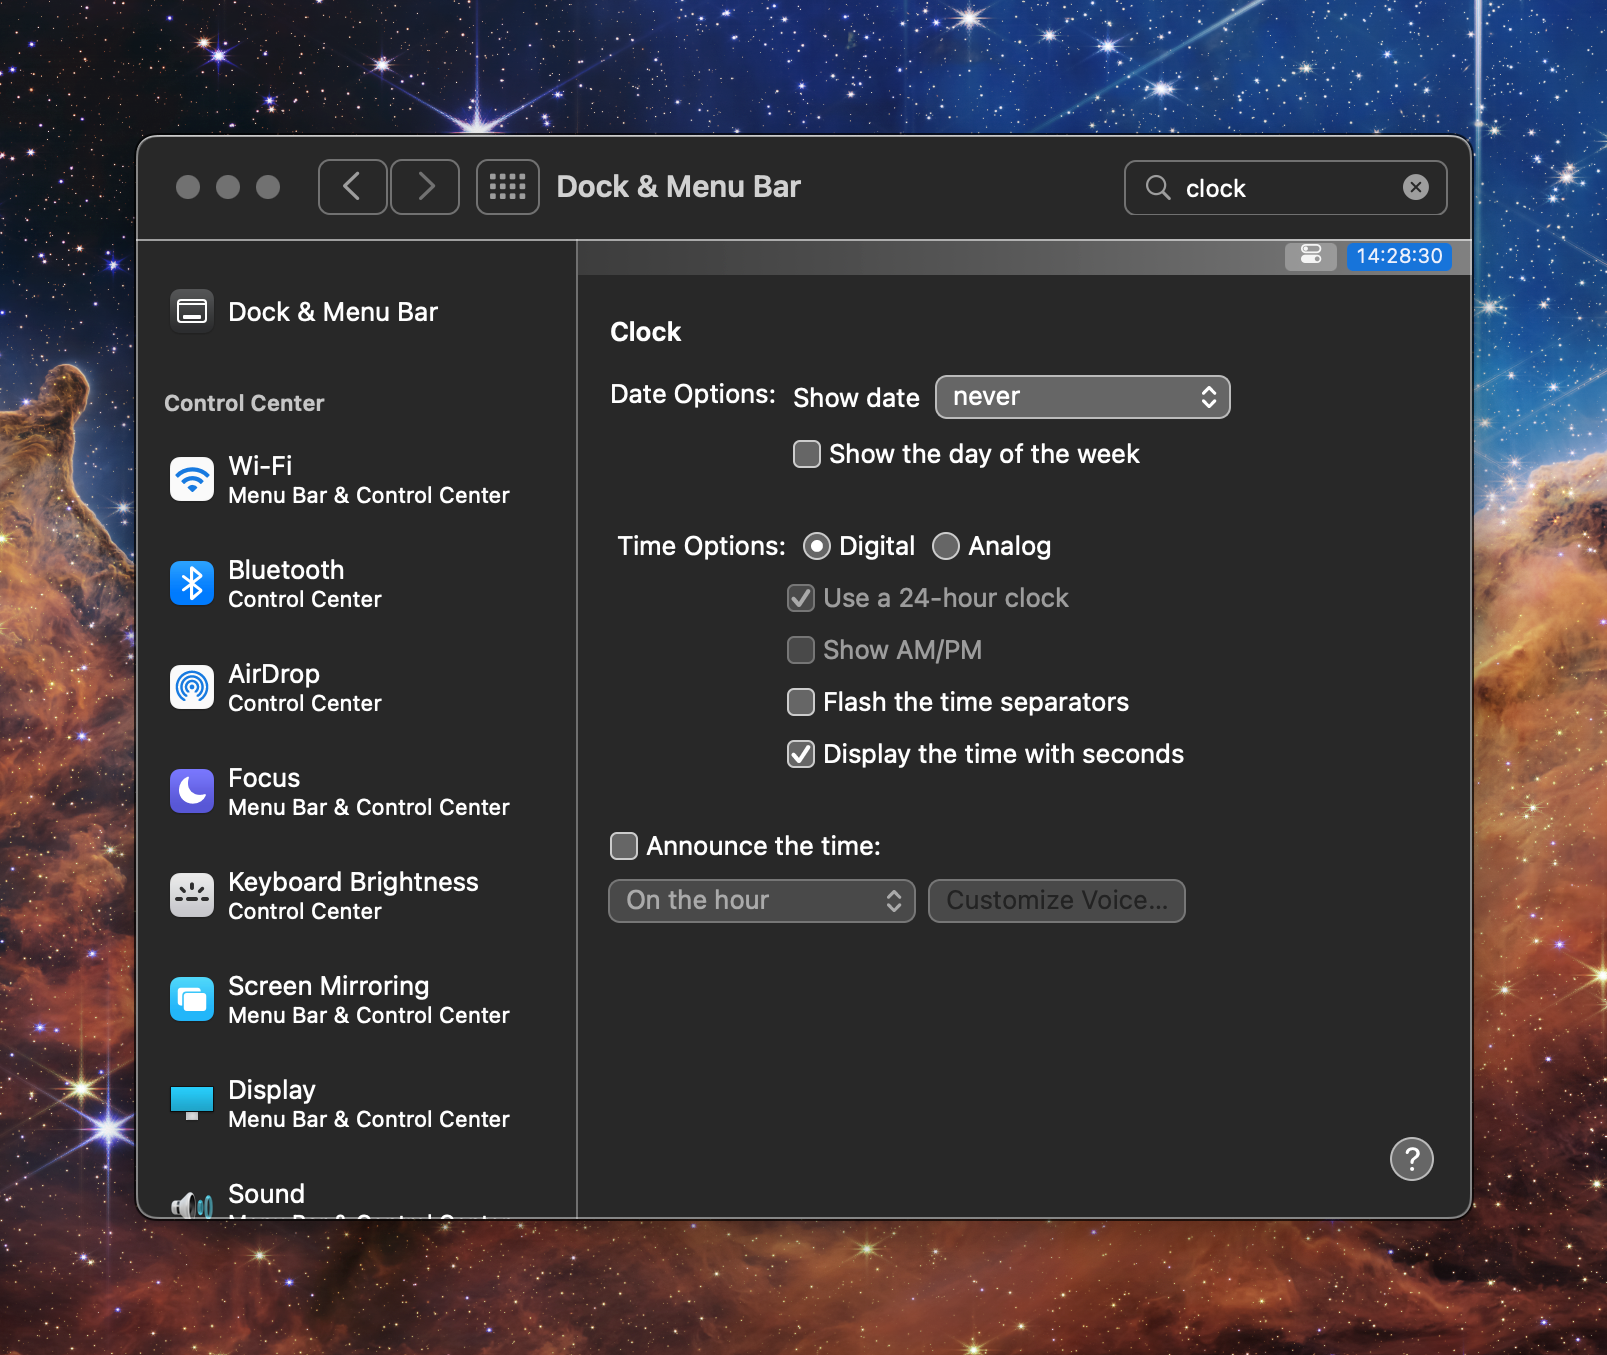 Dock & Menu Bar
clock
14:28:30
Dock & Menu Bar
Control Center
Wi-Fi
Menu Bar & Control Center
Bluetooth
Control Center
AirDrop
Control Center
Focus
Menu Bar & Control Center
Keyboard Brightness
Control Center
Screen Mirroring
Menu Bar & Control Center
Display
Menu Bar & Control Center
Sound
Clock
Date Options: Show date never
Show the day of the week
Time Options: Digital Analog
Use a 24-hour clock
Show AM/PM
Flash the time separators
Display the time with seconds
Announce the time:
On the hour Customize Voice...
?